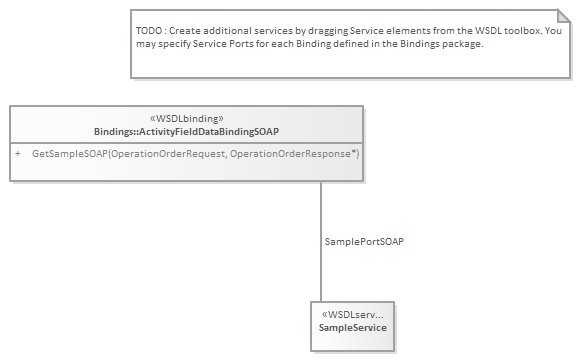 TODO : Create additional services by dragging Service elements from the WSDL toolbox. You
may specify Service Ports for each Binding defined in the Bindings package.
«WSDLbinding»
Bindings::ActivityFieldDataBindingSOAP
+ GetSampleSOAP(OperationOrderRequest, OperationOrderResponse*)
SamplePortSOAP
«WSDLserv...
SampleService